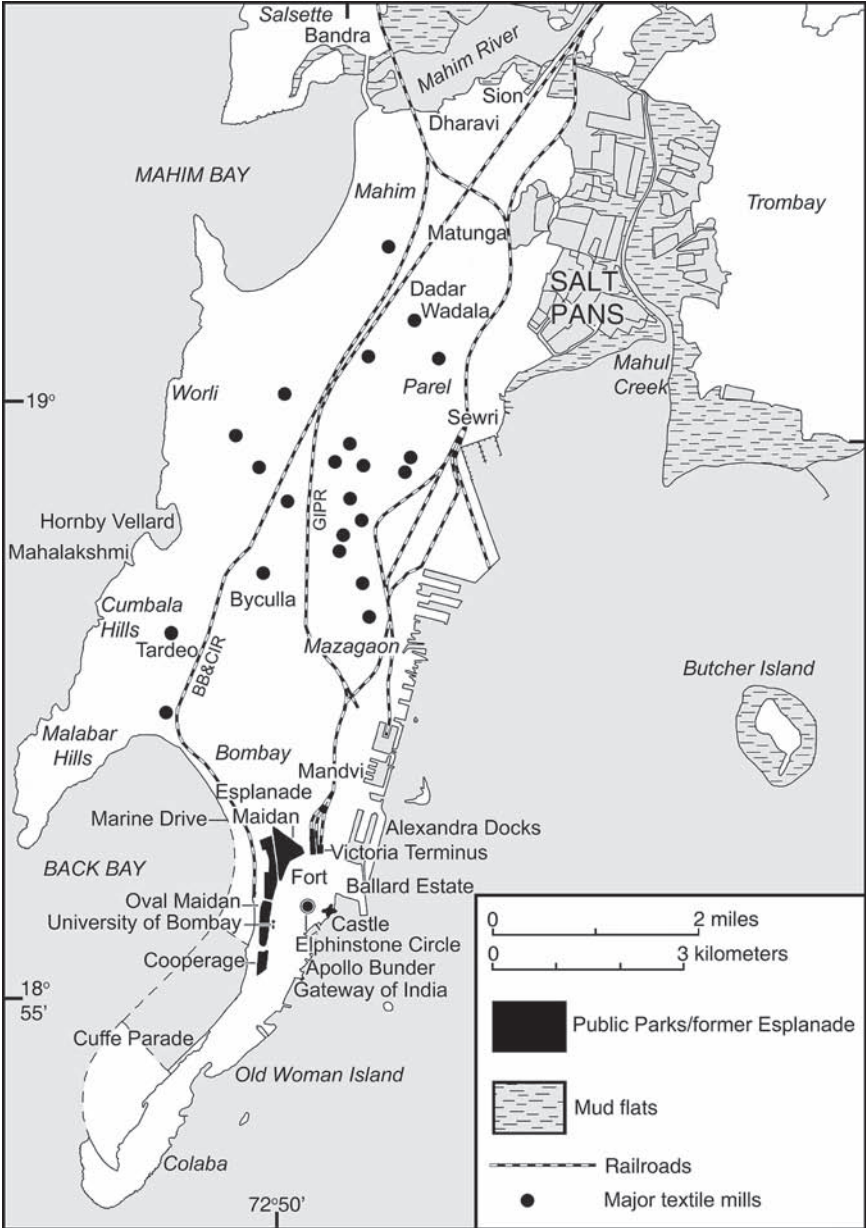 Salsette
Bandra
Mahim River
Sion
Dharavi
MAHIM BAY
Mahim
Trombay
Matunga
SALT
PANS
Dadar
Wadala
Mahul
Creek
Parel
Worli
19°
Sewri
GIPR
Hornby Vellard
Mahalakshmi
Byculla
Cumbala
Hills
Tardeo
BB&CIR
Mazagaon
Butcher Island
Malabar
Hills
Bombay
Mandvi
Esplanade
Maidan
Marine Drive
Alexandra Docks
Victoria Terminus
BACK BAY
Fort
Ballard Estate
Oval Maidan
University of Bombay
Castle
Elphinstone Circle
Cooperage
Apollo Bunder
Gateway of India
18°
55'
Cuffe Parade
Old Woman Island
Colaba
72°50'
0 2 miles
0 3 kilometers
Public Parks/former Esplanade
Mud flats
Railroads
Major textile mills